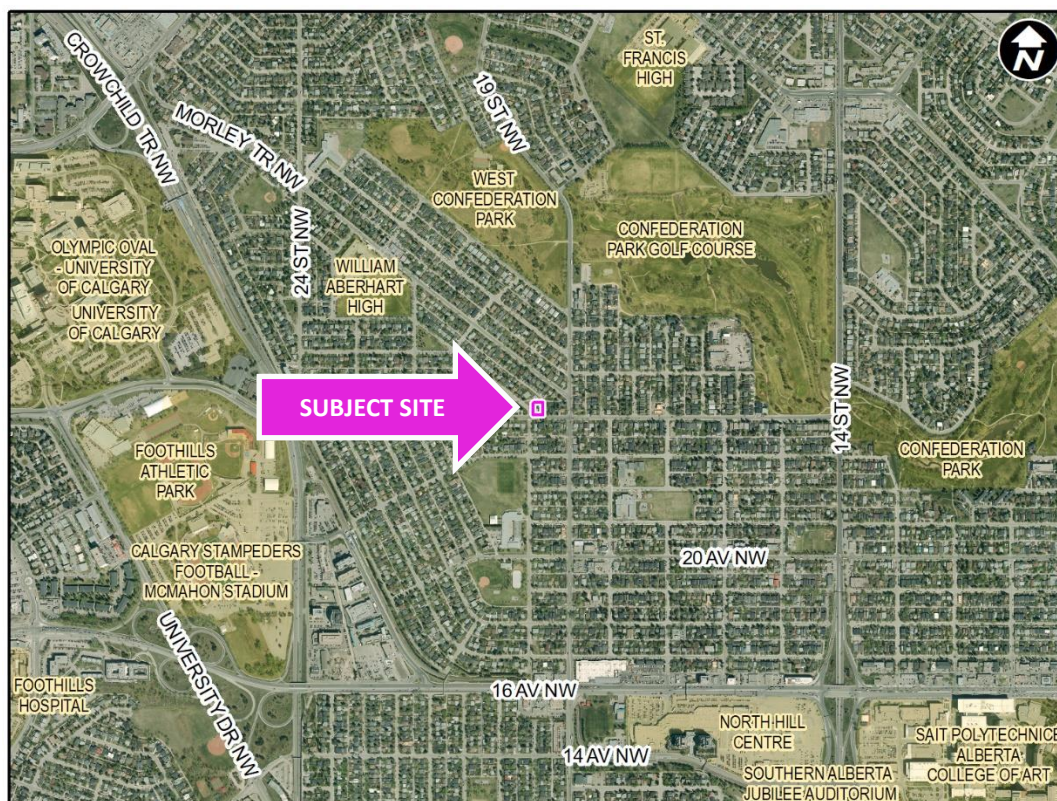 N
CROWCHILD TR NW
MORLEY TR NW
19 ST NW
ST.
FRANCIS
HIGH
WEST
CONFEDERATION
PARK
24 ST NW
CONFEDERATION
PARK GOLF COURSE
OLYMPIC OVAL
- UNIVERSITY
OF CALGARY
UNIVERSITY
OF CALGARY
WILLIAM
ABERHART
HIGH
SUBJECT SITE
14 ST NW
FOOTHILLS
ATHLETIC
PARK
CONFEDERATION
PARK
CALGARY STAMPEDERS
FOOTBALL -
MCMAHON STADIUM
20 AV NW
UNIVERSITY DR NW
FOOTHILLS
HOSPITAL
16 AV NW
NORTH HILL
CENTRE
14 AV NW
SAIT POLYTECHNICE
ALBERTA
COLLEGE OF ART
SOUTHERN ALBERTA
JUBILEE AUDITORIUM